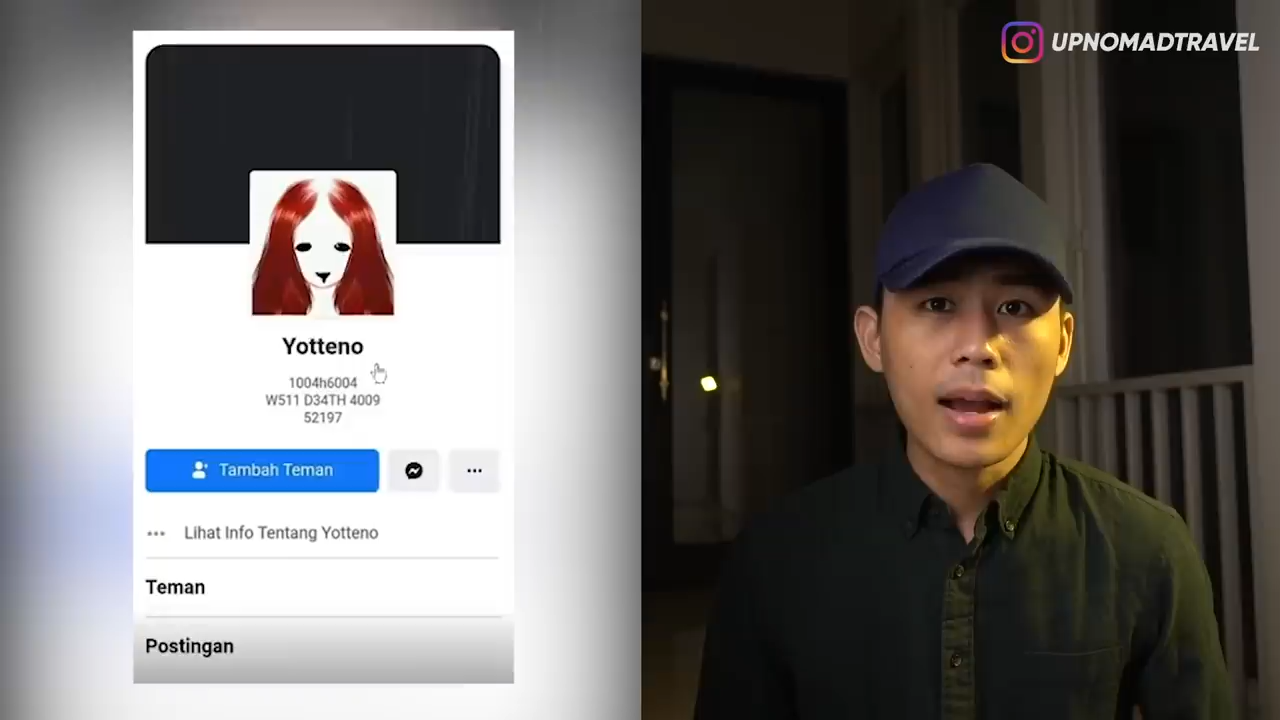 UPNOMADTRAVEL
Yotteno
1004h6004
W511 D34TH 4009
52197
Tambah Teman
Lihat Info Tentang Yotteno
Teman
Postingan